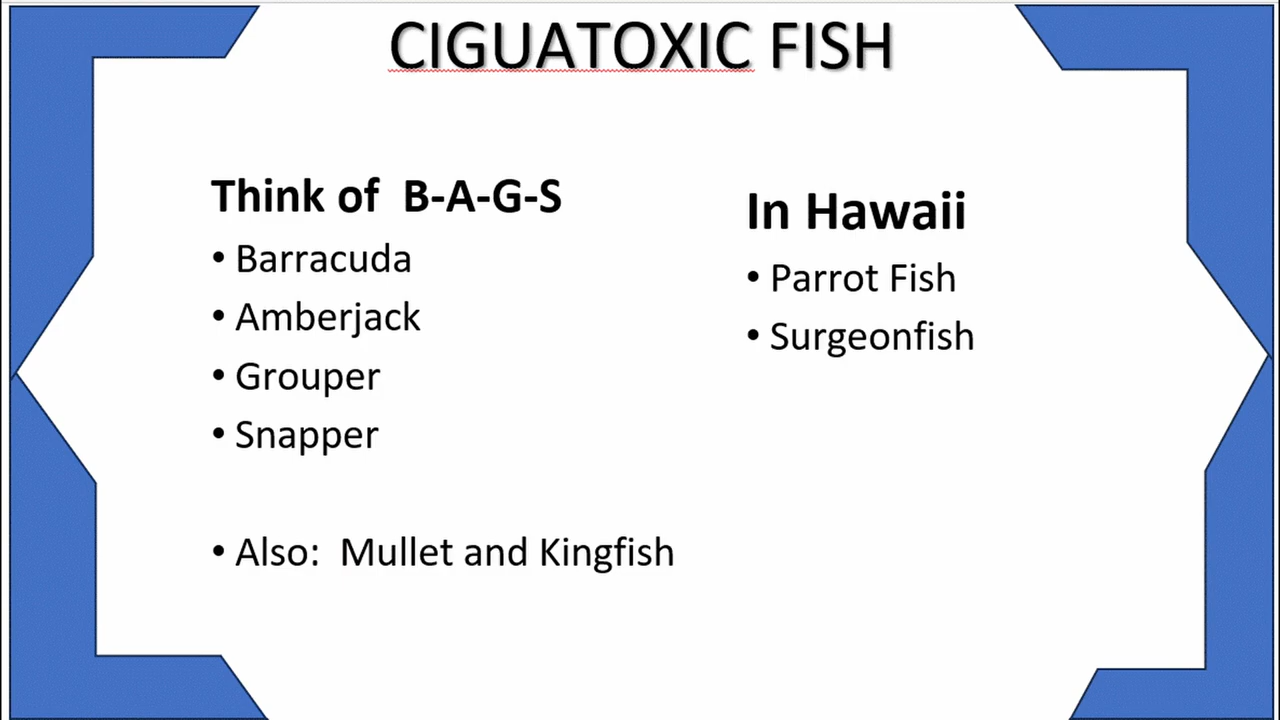 CIGUATOXIC FISH
Think of  B-A-G-S
• Barracuda
• Amberjack
• Grouper
• Snapper
• Also:  Mullet and Kingfish
In Hawaii
• Parrot Fish
• Surgeonfish